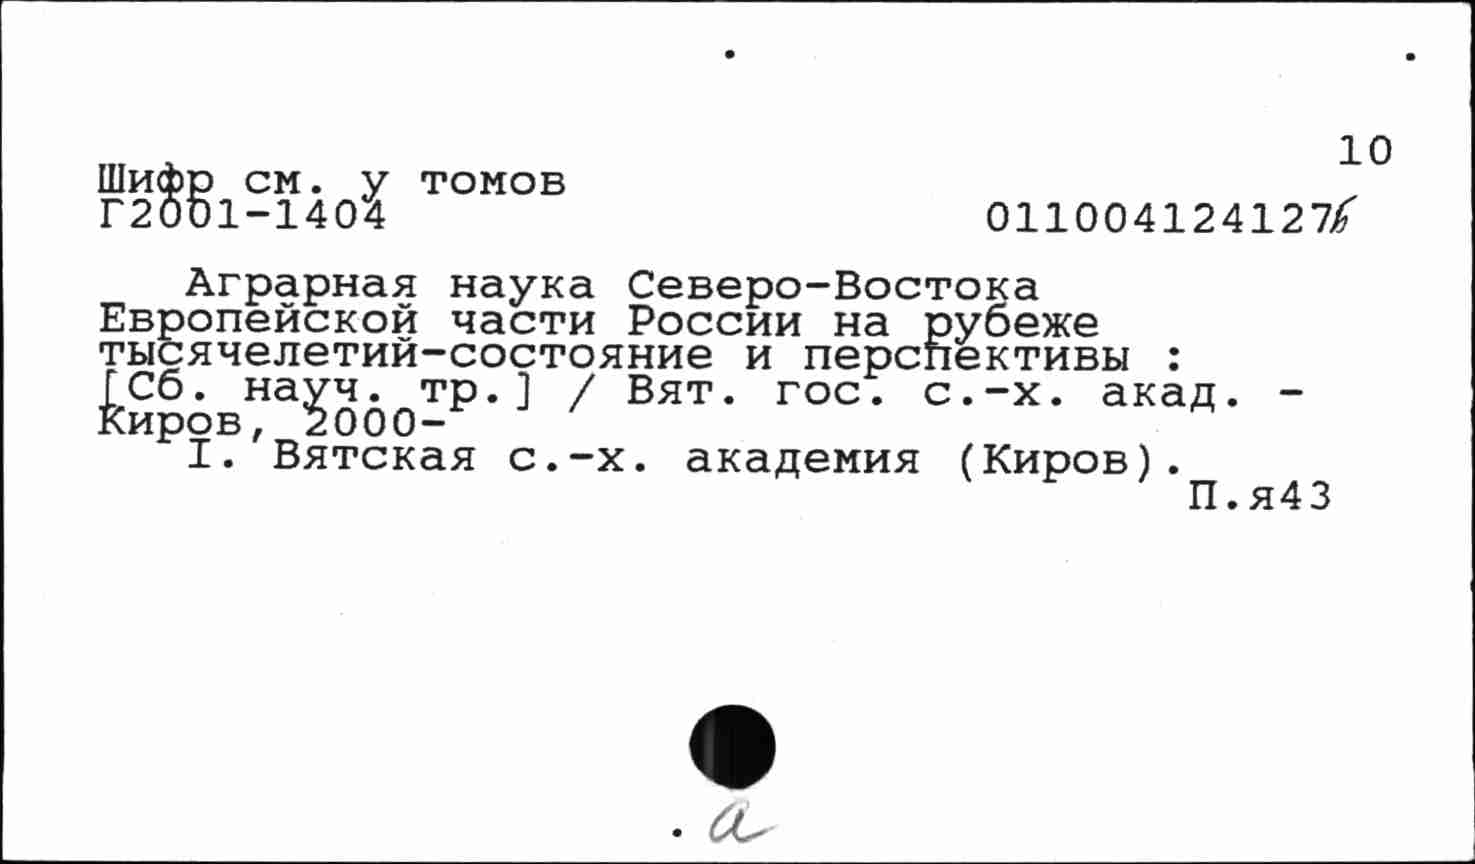 10
Шифр см. у томов
Г2001-1404
011004124127
Аграрная наука Северо-Востока
Европейской части России на рубеже
тысячелетий-состояние и перспективы :
[Сб. науч. тр.] / Вят. гос. с.-х. акад. -
Киров, 2000-
I. Вятская с.-х. академия (Киров).
П.я43
а